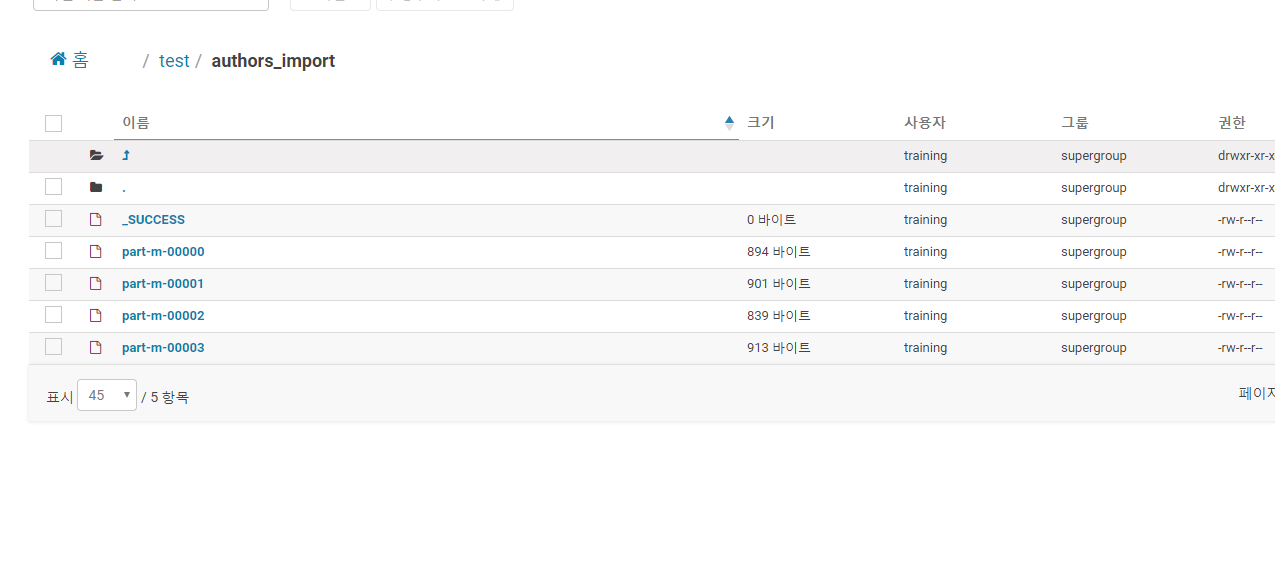 홈 / test / authors_import
이름 크기 사용자 그룹 권한
training supergroup drwxr-xr-x
. training supergroup drwxr-xr-x
_SUCCESS 0 바이트 training supergroup -rw-r--r--
part-m-00000 894 바이트 training supergroup -rw-r--r--
part-m-00001 901 바이트 training supergroup -rw-r--r--
part-m-00002 839 바이트 training supergroup -rw-r--r--
part-m-00003 913 바이트 training supergroup -rw-r--r--
표시 45 / 5 항목 페이지